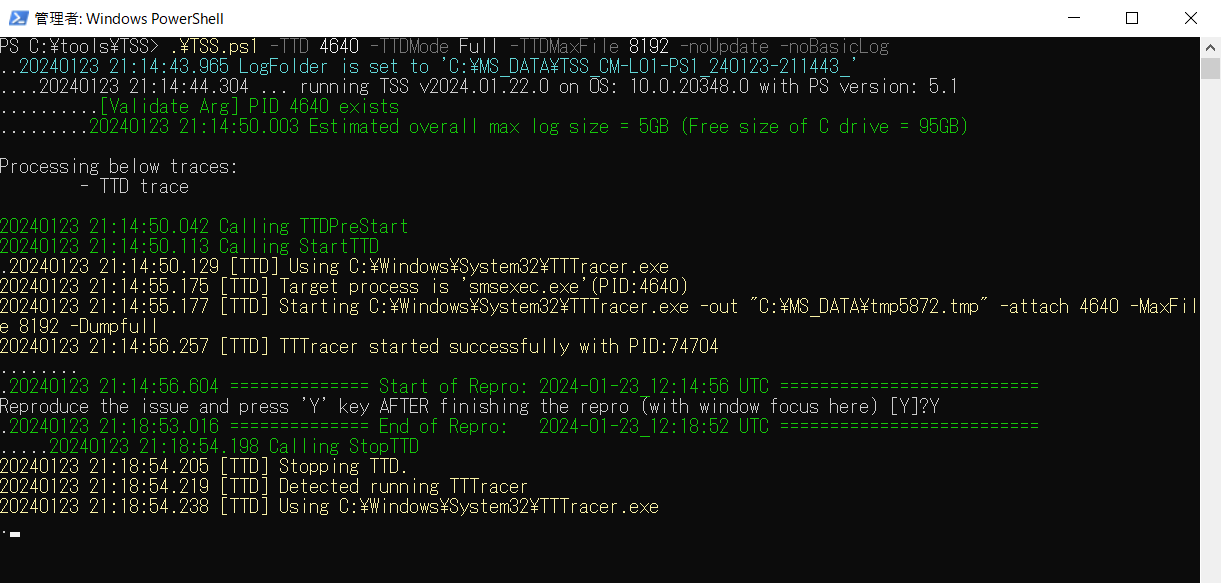 管理者: Windows PowerShell
PS C:¥tools¥TSS> .¥TSS.ps1 -TTD 4640 -TTDMode Full -TTDMaxFile 8192 -noUpdate -noBasicLog
..20240123 21:14:43.965 LogFolder is set to 'C:¥MS_DATA¥TSS_CM-L01-PS1_240123-211443_'
....20240123 21:14:44.304 ... running TSS v2024.01.22.0 on OS: 10.0.20348.0 with PS version: 5.1
..........[Validate Arg] PID 4640 exists
.........20240123 21:14:50.003 Estimated overall max log size = 5GB (Free size of C drive = 95GB)
Processing below traces:
- TTD trace
20240123 21:14:50.042 Calling TTDPreStart
20240123 21:14:50.113 Calling StartTTD
.20240123 21:14:50.129 [TTD] Using C:¥Windows¥System32¥TTTracer.exe
20240123 21:14:55.175 [TTD] Target process is 'smsexec.exe'(PID:4640)
20240123 21:14:55.177 [TTD] Starting C:¥Windows¥System32¥TTTracer.exe -out "C:¥MS_DATA¥tmp5872.tmp" -attach 4640 -MaxFil
e 8192 -Dumpfull
20240123 21:14:56.257 [TTD] TTTracer started successfully with PID:74704
........
.20240123 21:14:56.604 ============== Start of Repro: 2024-01-23_12:14:56 UTC ==========================
Reproduce the issue and press 'Y' key AFTER finishing the repro (with window focus here) [Y]?Y
.20240123 21:18:53.016 ============== End of Repro:   2024-01-23_12:18:52 UTC ==========================
.....20240123 21:18:54.198 Calling StopTTD
20240123 21:18:54.205 [TTD] Stopping TTD.
20240123 21:18:54.219 [TTD] Detected running TTTracer
20240123 21:18:54.238 [TTD] Using C:¥Windows¥System32¥TTTracer.exe
.